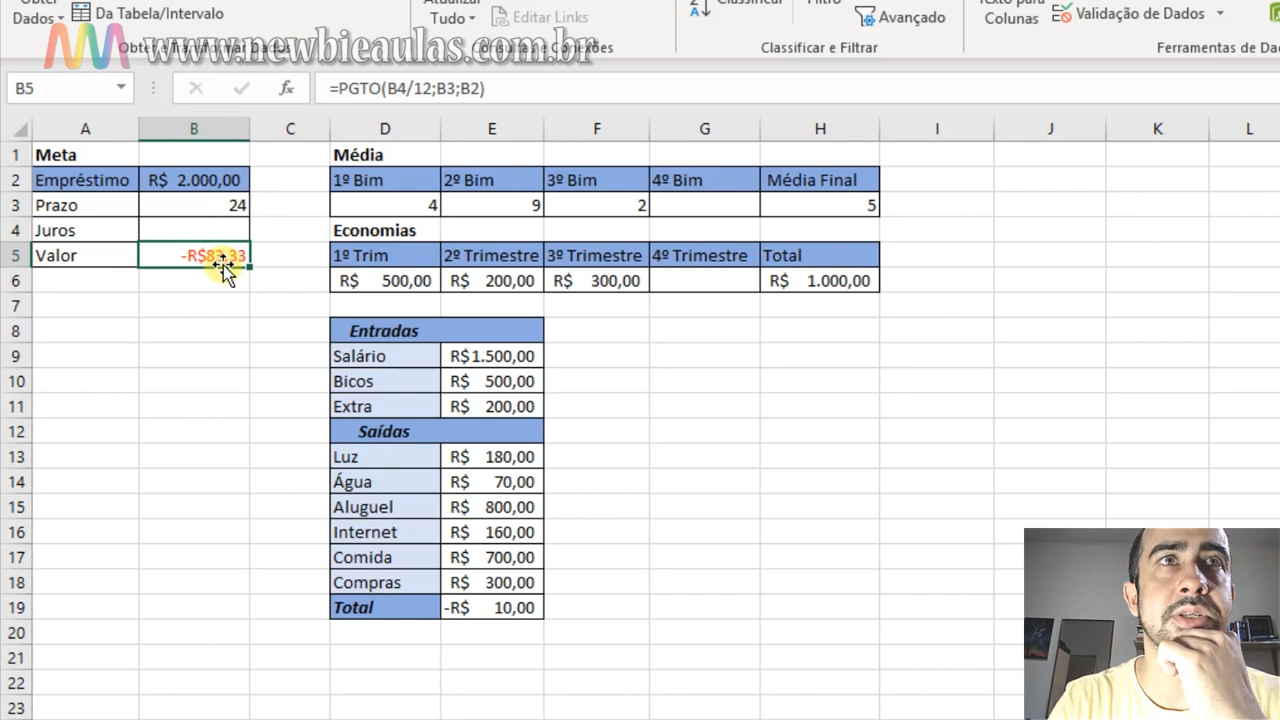 Da Tabela/Intervalo
Dados
Tudo
Editar Links
Classificar
Filtro
Avançado
Texto para
Colunas
Validação de Dados
Obter e Transformar Dados
Consultas e Conexões
Classificar e Filtrar
Ferramentas de Da
www.newbieaulas.com.br
B5
fx
=PGTO(B4/12;B3;B2)
A B C D E F G H I J K L
1 Meta Média
2 Empréstimo R$ 2.000,00 1º Bim 2º Bim 3º Bim 4º Bim Média Final
3 Prazo 24 4 9 2 5
4 Juros Economias
5 Valor -R$83,33 1º Trim 2º Trimestre 3º Trimestre 4º Trimestre Total
6 R$ 500,00 R$ 200,00 R$ 300,00 R$ 1.000,00
7
8 Entradas
9 Salário R$1.500,00
10 Bicos R$ 500,00
11 Extra R$ 200,00
12 Saídas
13 Luz R$ 180,00
14 Água R$ 70,00
15 Aluguel R$ 800,00
16 Internet R$ 160,00
17 Comida R$ 700,00
18 Compras R$ 300,00
19 Total -R$ 10,00
20
21
22
23